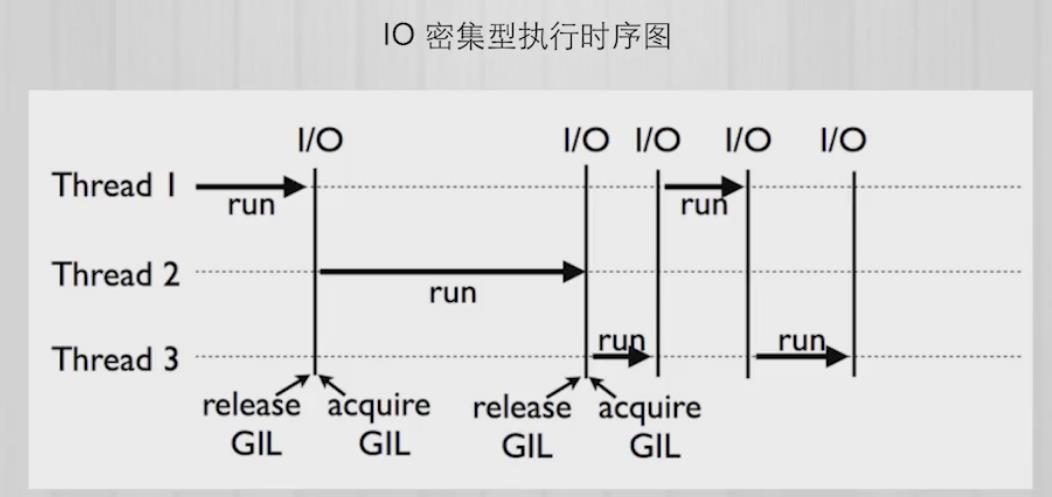 IO 密集型执行时序图
I/O I/O I/O I/O I/O
Thread 1
run run
Thread 2
run
Thread 3
run run
release acquire release acquire
GIL GIL GIL GIL